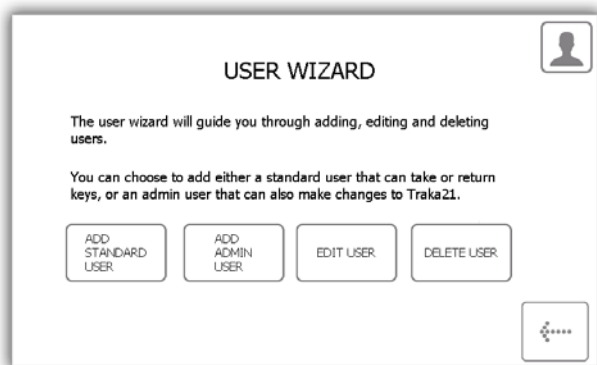 USER WIZARD
The user wizard will guide you through adding, editing and deleting
users.
You can choose to add either a standard user that can take or return
keys, or an admin user that can also make changes to Traka21.
ADD
STANDARD
USER
ADD
ADMIN
USER
EDIT USER
DELETE USER